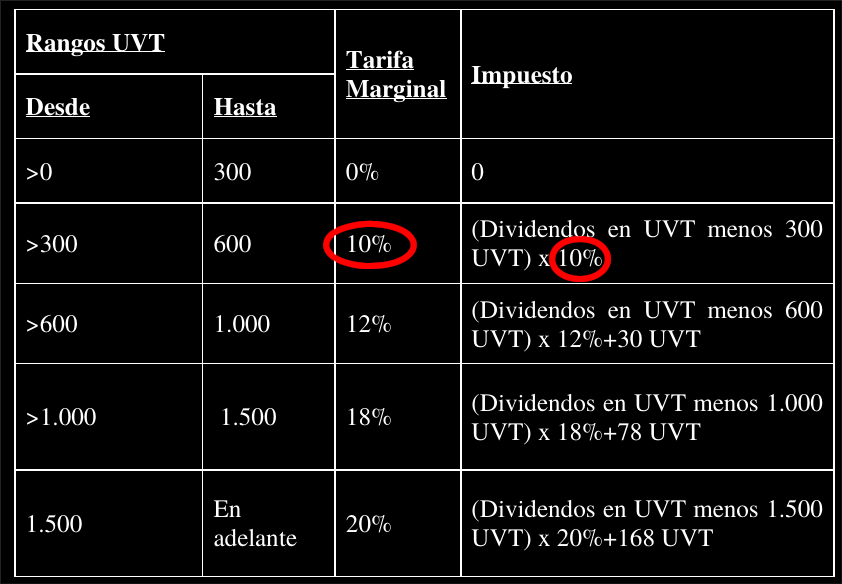 Rangos UVT
Tarifa
Marginal
Impuesto
Desde
Hasta
>0
300
0%
0
>300
600
10%
(Dividendos en UVT menos 300
UVT) x 10%
>600
1.000
12%
(Dividendos en UVT menos 600
UVT) x 12%+30 UVT
>1.000
1.500
18%
(Dividendos en UVT menos 1.000
UVT) x 18%+78 UVT
1.500
En
adelante
20%
(Dividendos en UVT menos 1.500
UVT) x 20%+168 UVT